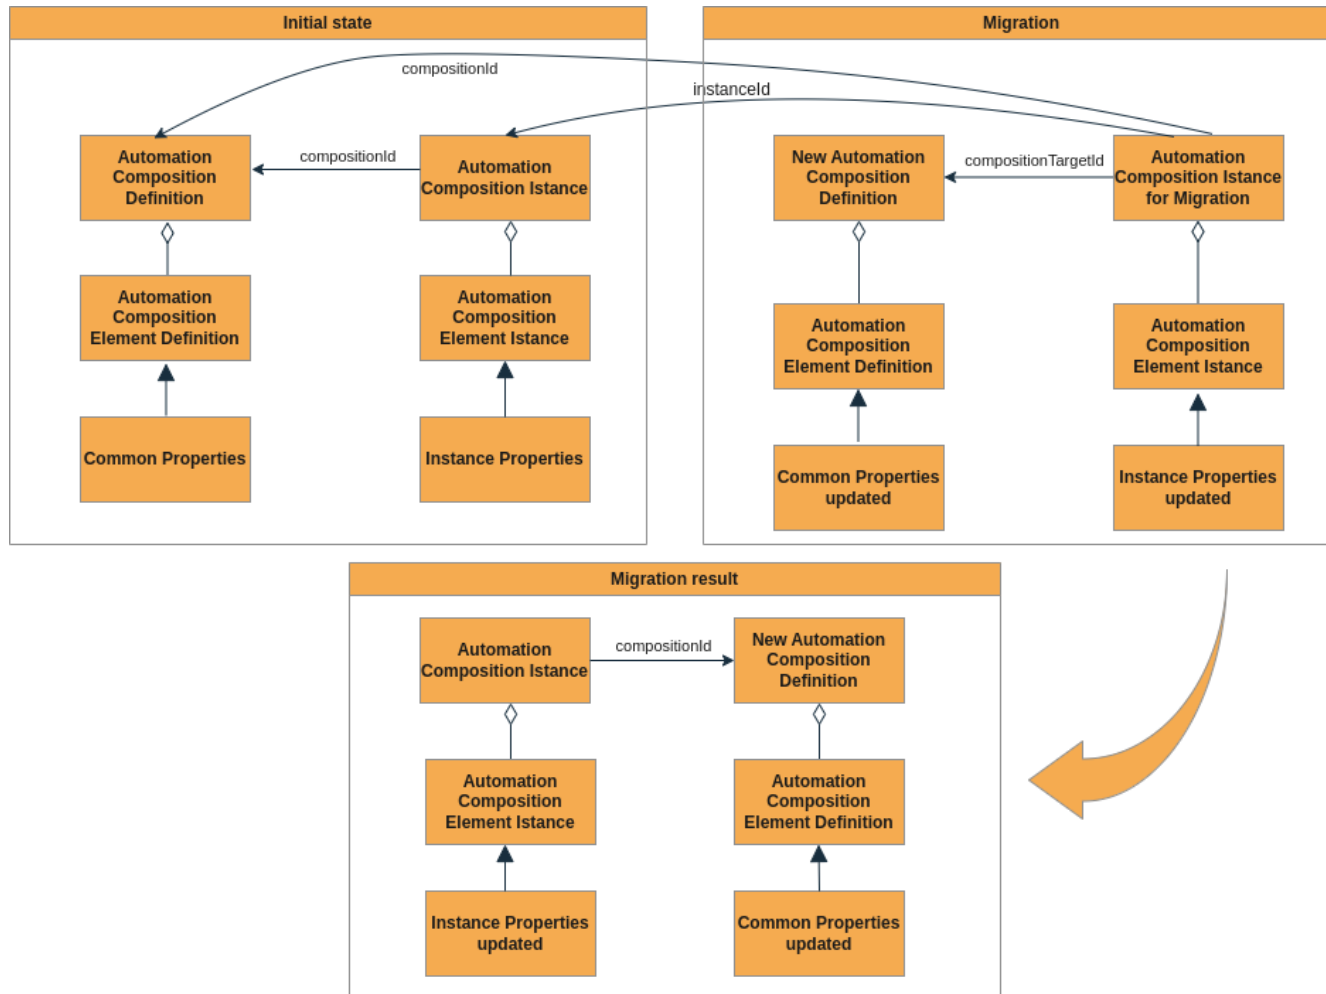 Initial state
Migration
compositionId
instanceId
Automation
Composition
Definition
compositionId
Automation
Composition Istance
New Automation
Composition
Definition
compositionTargetId
Automation
Composition Istance
for Migration
Automation
Composition
Element Definition
Automation
Composition
Element Istance
Automation
Composition
Element Definition
Automation
Composition
Element Istance
Common Properties
Instance Properties
Common Properties
updated
Instance Properties
updated
Migration result
Automation
Composition Istance
compositionId
New Automation
Composition
Definition
Automation
Composition
Element Istance
Automation
Composition
Element Definition
Instance Properties
updated
Common Properties
updated